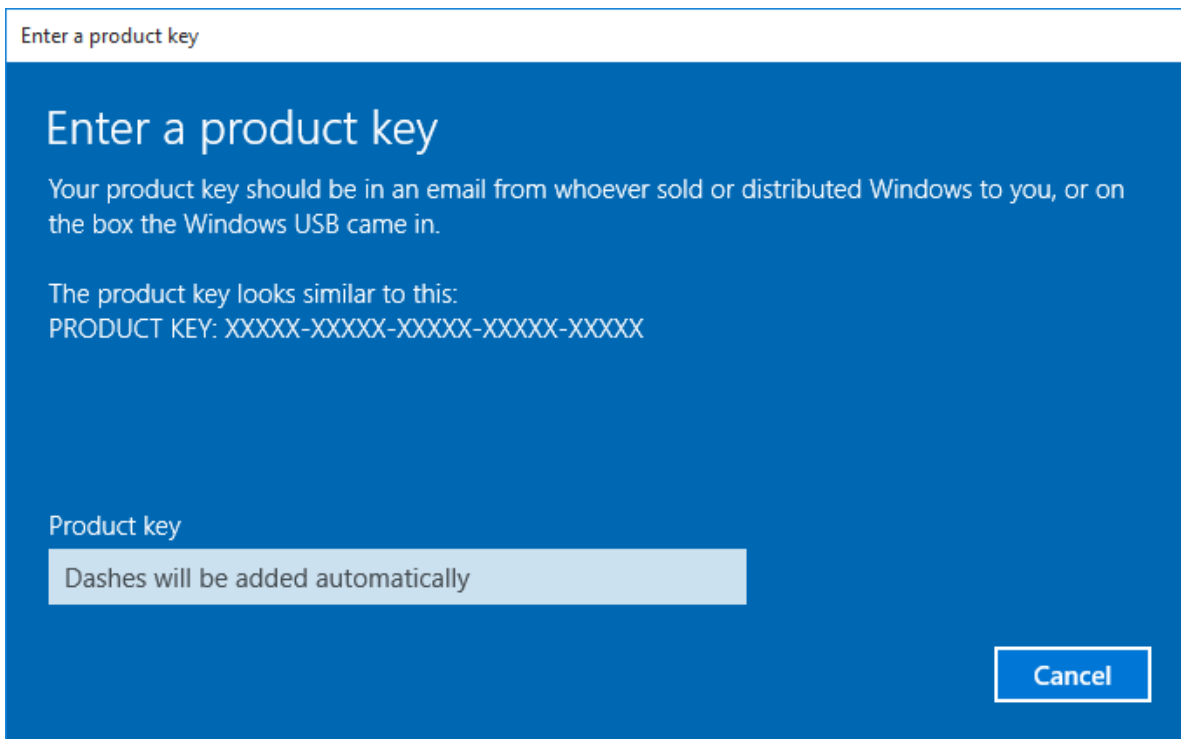 Enter a product key
Enter a product key
Your product key should be in an email from whoever sold or distributed Windows to you, or on
the box the Windows USB came in.
The product key looks similar to this:
PRODUCT KEY: XXXXX-XXXXX-XXXXX-XXXXX-XXXXX
Product key
Dashes will be added automatically
Cancel